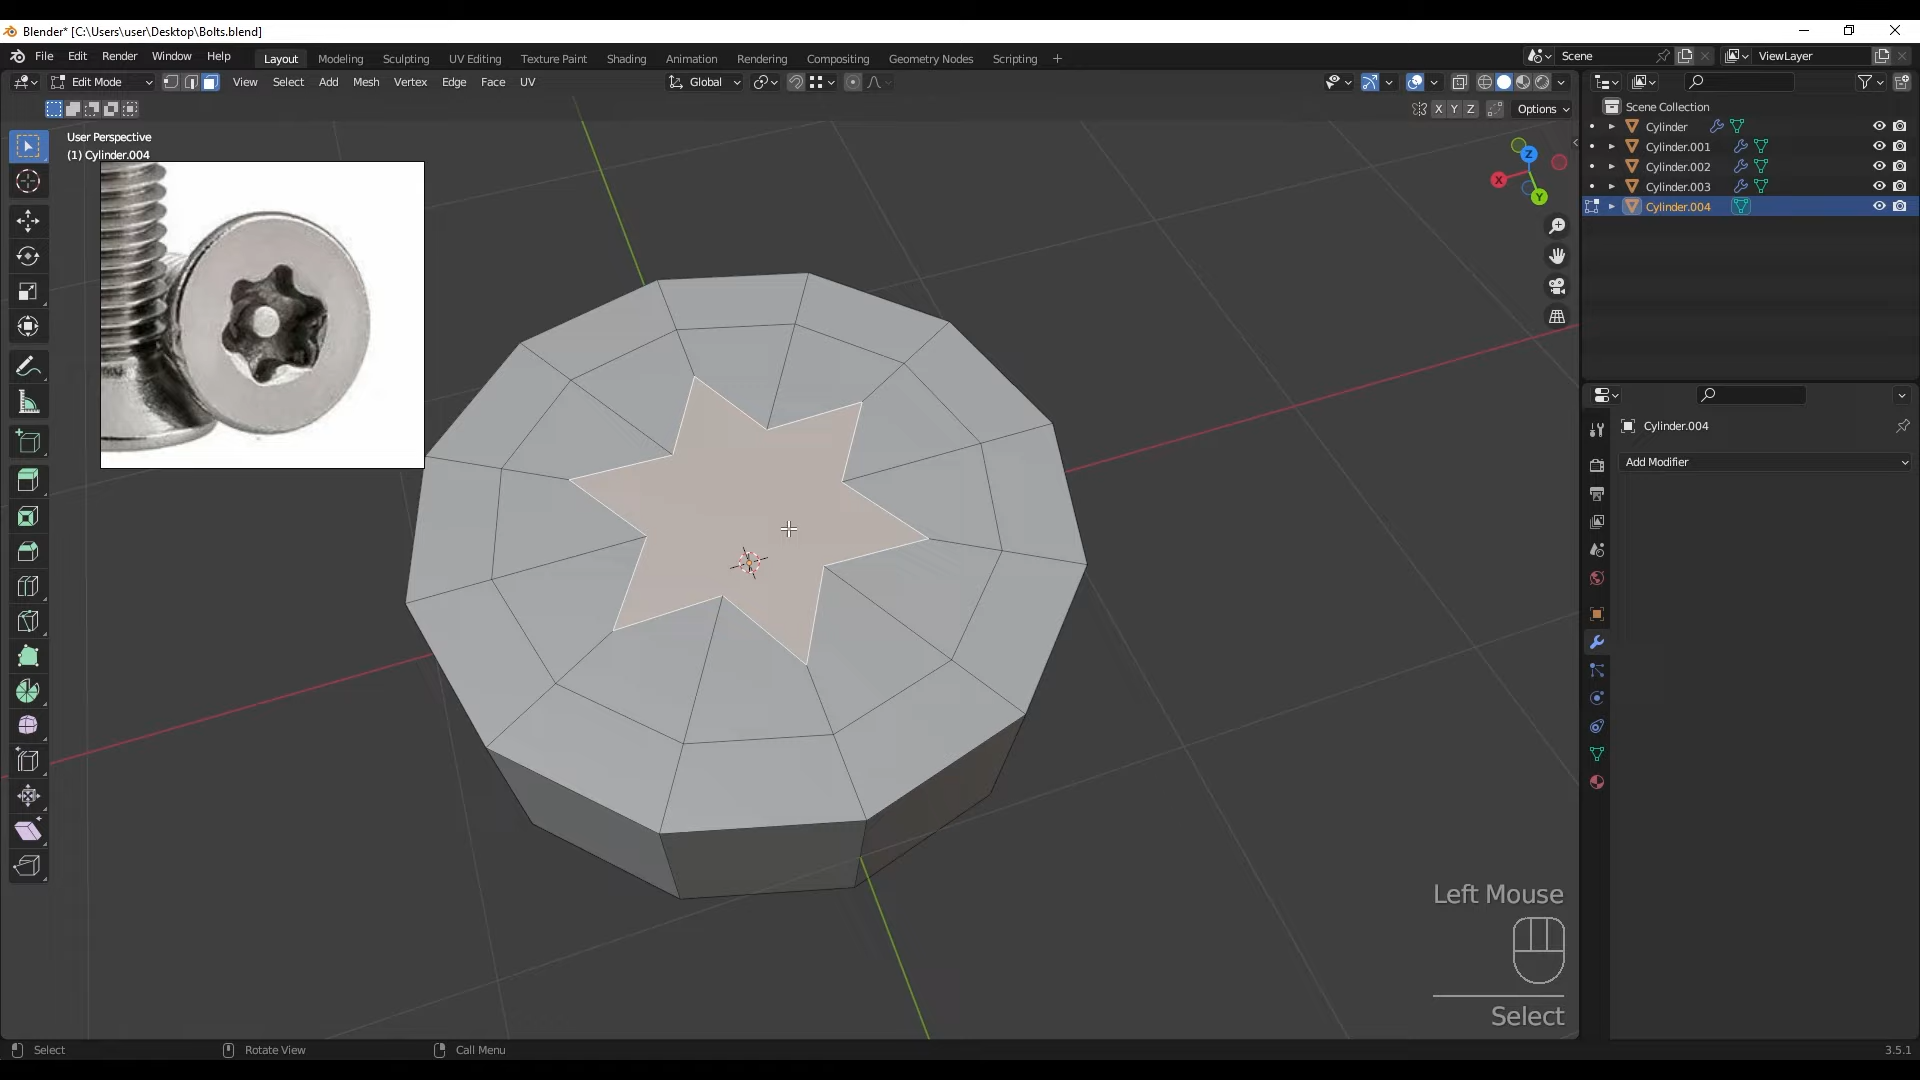 Blender* [C:\Users\user\Desktop\Bolts.blend]
File Edit Render Window Help Layout Modeling Sculpting UV Editing Texture Paint Shading Animation Rendering Compositing Geometry Nodes Scripting + Scene ViewLayer
Edit Mode View Select Add Mesh Vertex Edge Face UV Global
X Y Z Options
User Perspective
(1) Cylinder.004
Z
X
Y
Scene Collection
Cylinder
Cylinder.001
Cylinder.002
Cylinder.003
Cylinder.004
Cylinder.004
Add Modifier
Left Mouse
Select
Select Rotate View Call Menu 3.5.1